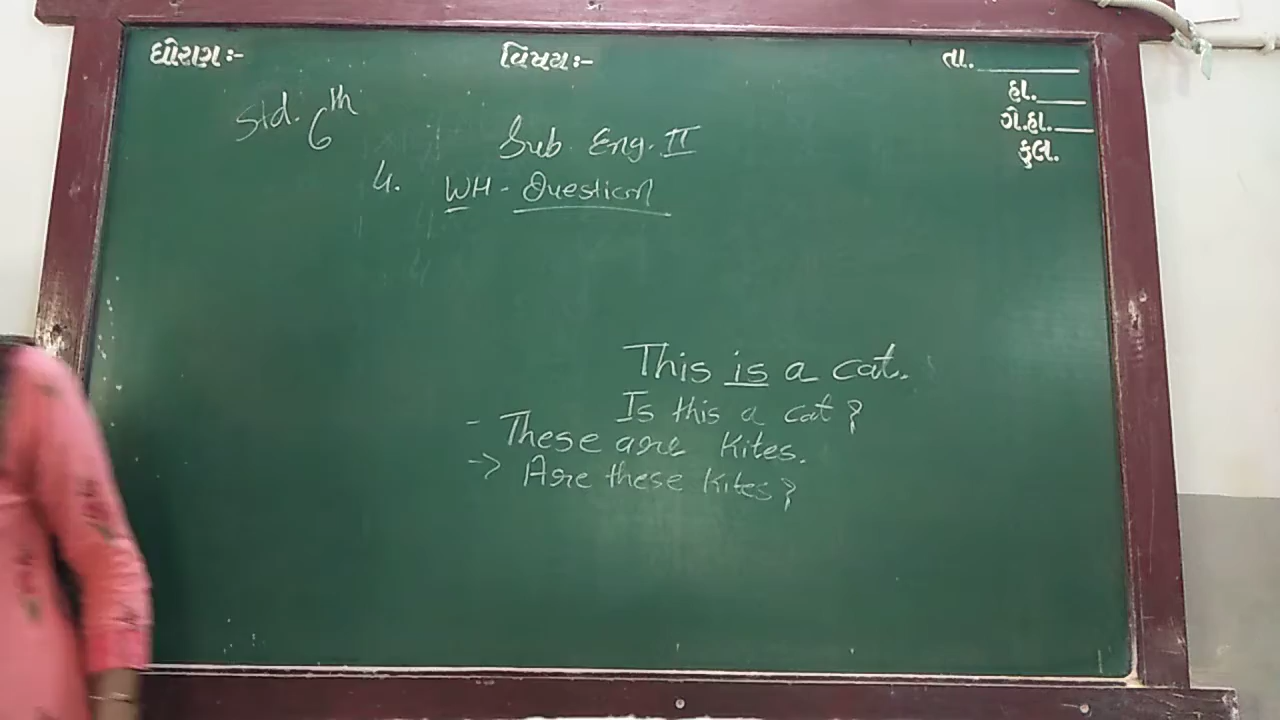 ધોરણ:-
વિષય:-
તા.
હા.
ગે.હા.
કુલ.
Std. 6th
Sub Eng. II
4. WH - Question
This is a cat.
Is this a cat?
- These are kites.
-> Are these kites?